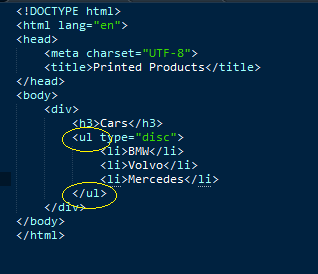 <!DOCTYPE html>
<html lang="en">
<head>
    <meta charset="UTF-8">
    <title>Printed Products</title>
</head>
<body>
    <div>
        <h3>Cars</h3>
        <ul type="disc">
            <li>BMW</li>
            <li>Volvo</li>
            <li>Mercedes</li>
        </ul>
    </div>
</body>
</html>